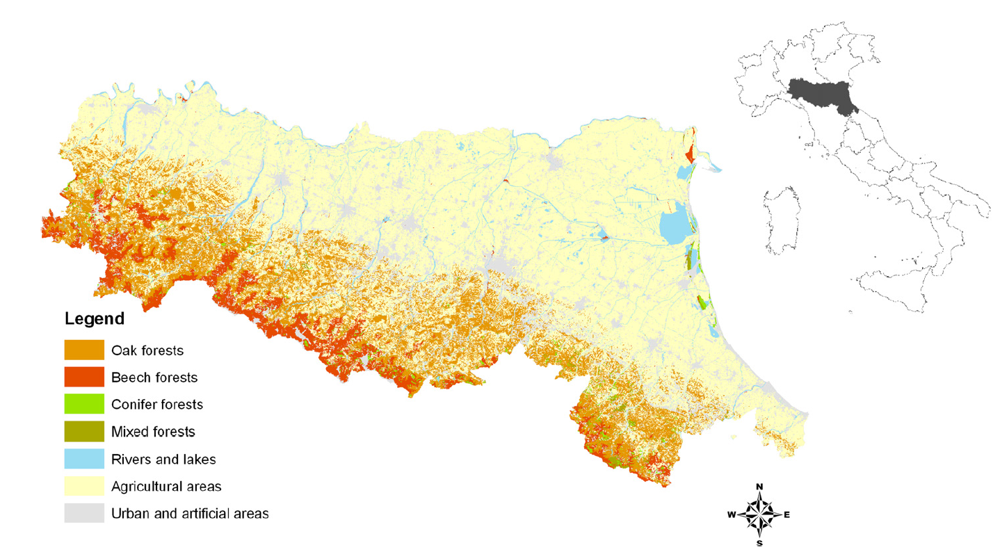 Legend
Oak forests
Beech forests
Conifer forests
Mixed forests
Rivers and lakes
Agricultural areas
Urban and artificial areas
N
W E
S